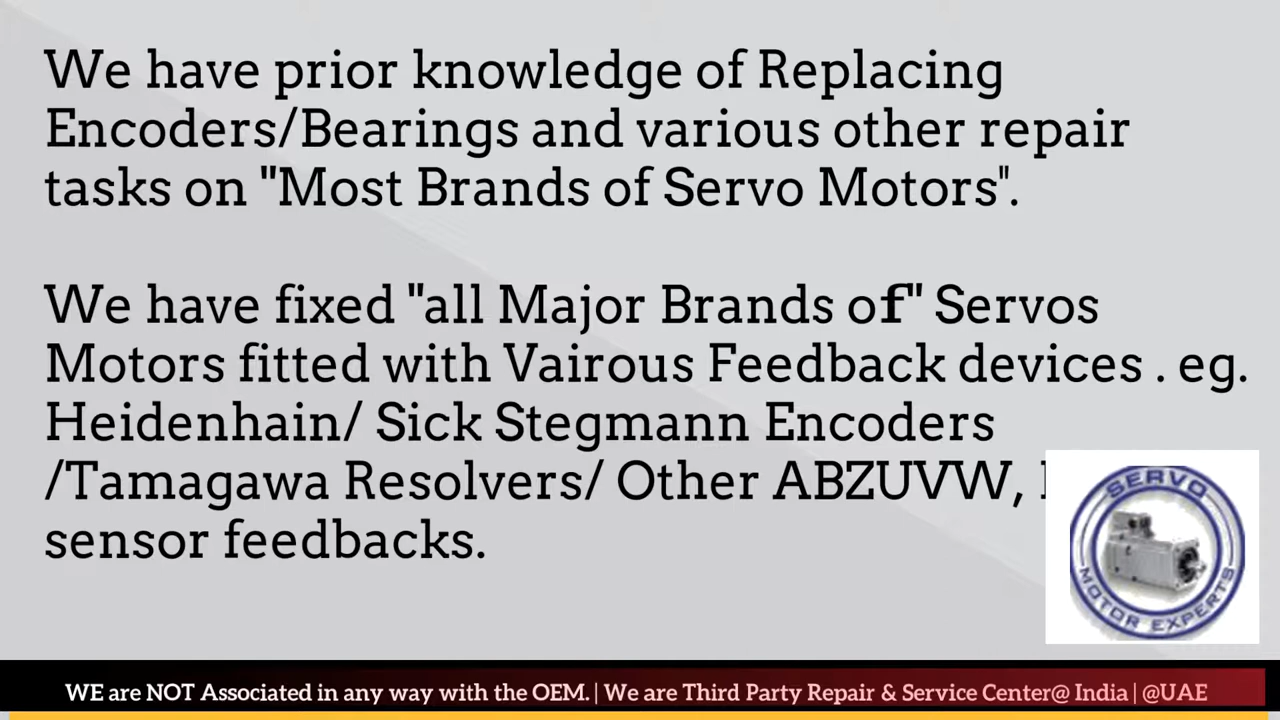 We have prior knowledge of Replacing
Encoders/Bearings and various other repair
tasks on "Most Brands of Servo Motors".
We have fixed "all Major Brands of" Servos
Motors fitted with Vairous Feedback devices . eg.
Heidenhain/ Sick Stegmann Encoders
/Tamagawa Resolvers/ Other ABZUVW,
sensor feedbacks.
SERVO
MOTOR EXPERTS
WE are NOT Associated in any way with the OEM. | We are Third Party Repair & Service Center@ India | @UAE